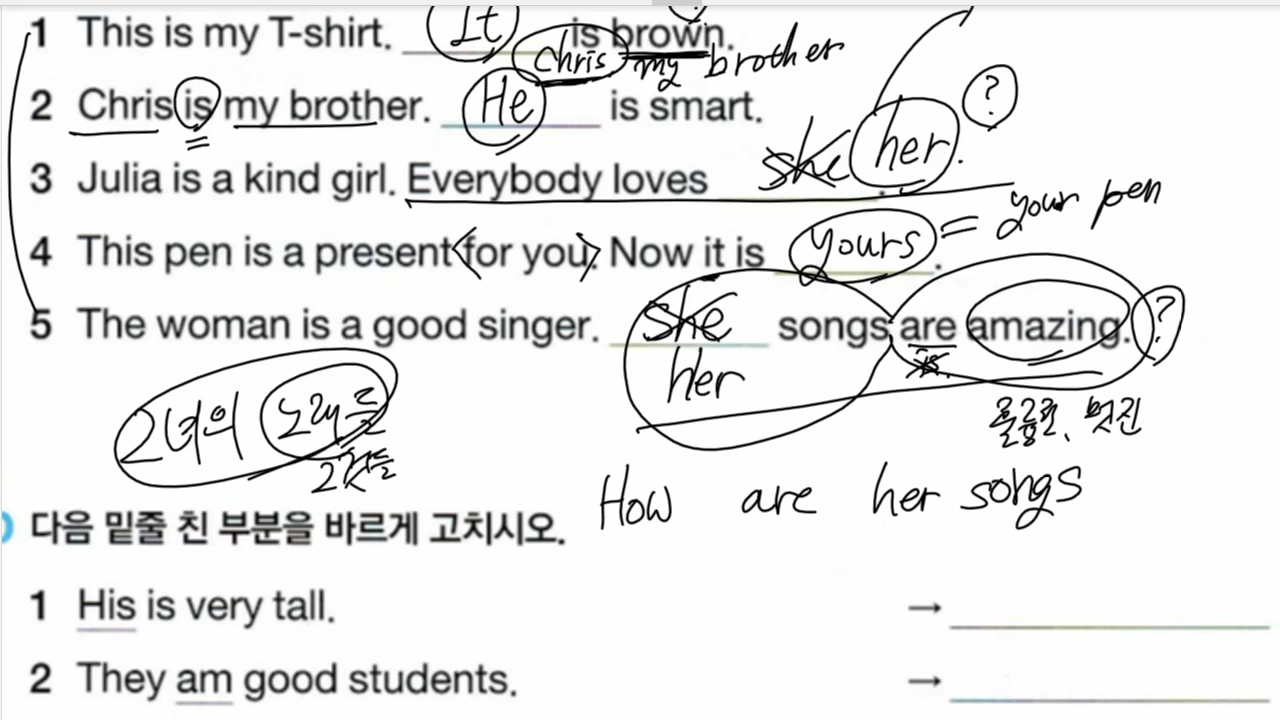 1 This is my T-shirt. It is brown.
chris my brother
2 Chris is my brother. He is smart.
?
3 Julia is a kind girl. Everybody loves she her.
4 This pen is a present <for you>. Now it is yours = your pen.
5 The woman is a good singer. she songs are amazing. ?
her is
그녀의 노래들
그것들
훌륭한, 멋진
How are her songs
다음 밑줄 친 부분을 바르게 고치시오.
1 His is very tall. →
2 They am good students. →